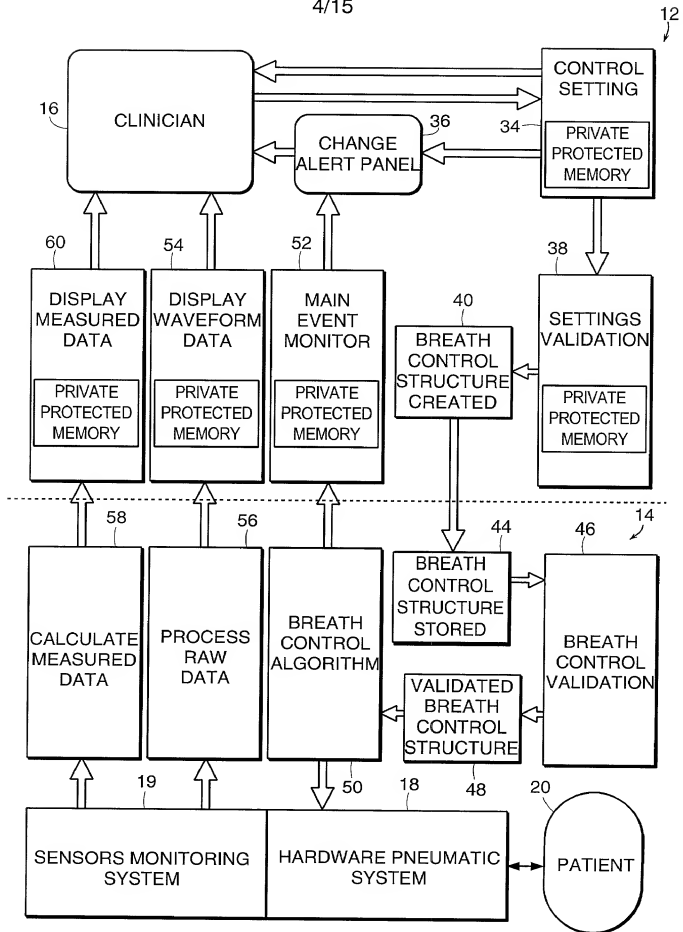 4/15
12
CONTROL
SETTING
34
PRIVATE
PROTECTED
MEMORY
16
CLINICIAN
36
CHANGE
ALERT PANEL
60
DISPLAY
MEASURED
DATA
PRIVATE
PROTECTED
MEMORY
54
DISPLAY
WAVEFORM
DATA
PRIVATE
PROTECTED
MEMORY
52
MAIN
EVENT
MONITOR
PRIVATE
PROTECTED
MEMORY
40
BREATH
CONTROL
STRUCTURE
CREATED
38
SETTINGS
VALIDATION
PRIVATE
PROTECTED
MEMORY
58
CALCULATE
MEASURED
DATA
56
PROCESS
RAW
DATA
BREATH
CONTROL
ALGORITHM
50
44
BREATH
CONTROL
STRUCTURE
STORED
14
46
BREATH
CONTROL
VALIDATION
VALIDATED
BREATH
CONTROL
STRUCTURE
48
19
SENSORS MONITORING
SYSTEM
18
HARDWARE PNEUMATIC
SYSTEM
20
PATIENT